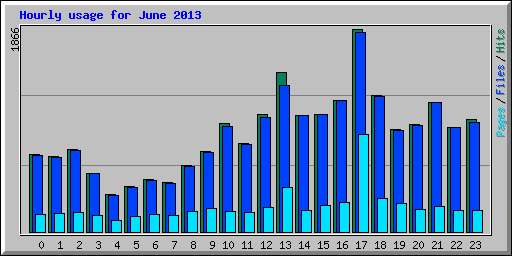 Hourly usage for June 2013
1866
Pages/Files/Hits
0 1 2 3 4 5 6 7 8 9 10 11 12 13 14 15 16 17 18 19 20 21 22 23